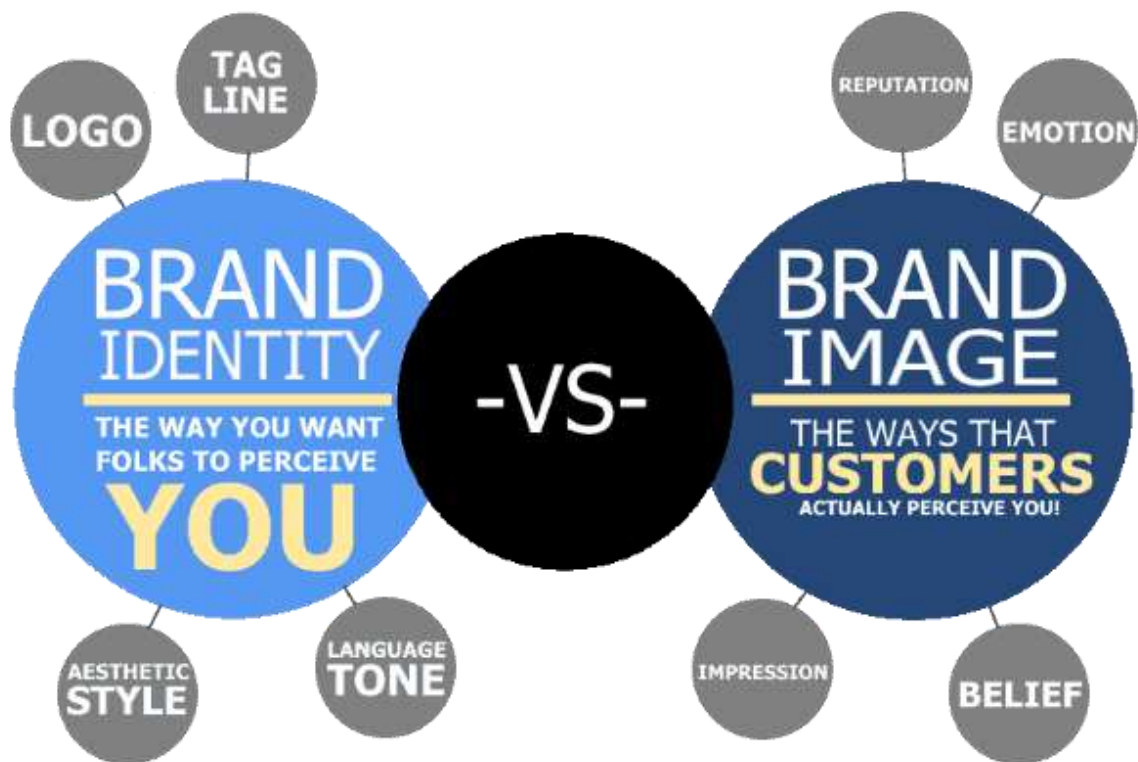 LOGO
TAG
LINE
BRAND
IDENTITY
THE WAY YOU WANT
FOLKS TO PERCEIVE
YOU
AESTHETIC
STYLE
LANGUAGE
TONE
-VS-
REPUTATION
EMOTION
BRAND
IMAGE
THE WAYS THAT
CUSTOMERS
ACTUALLY PERCEIVE YOU!
IMPRESSION
BELIEF